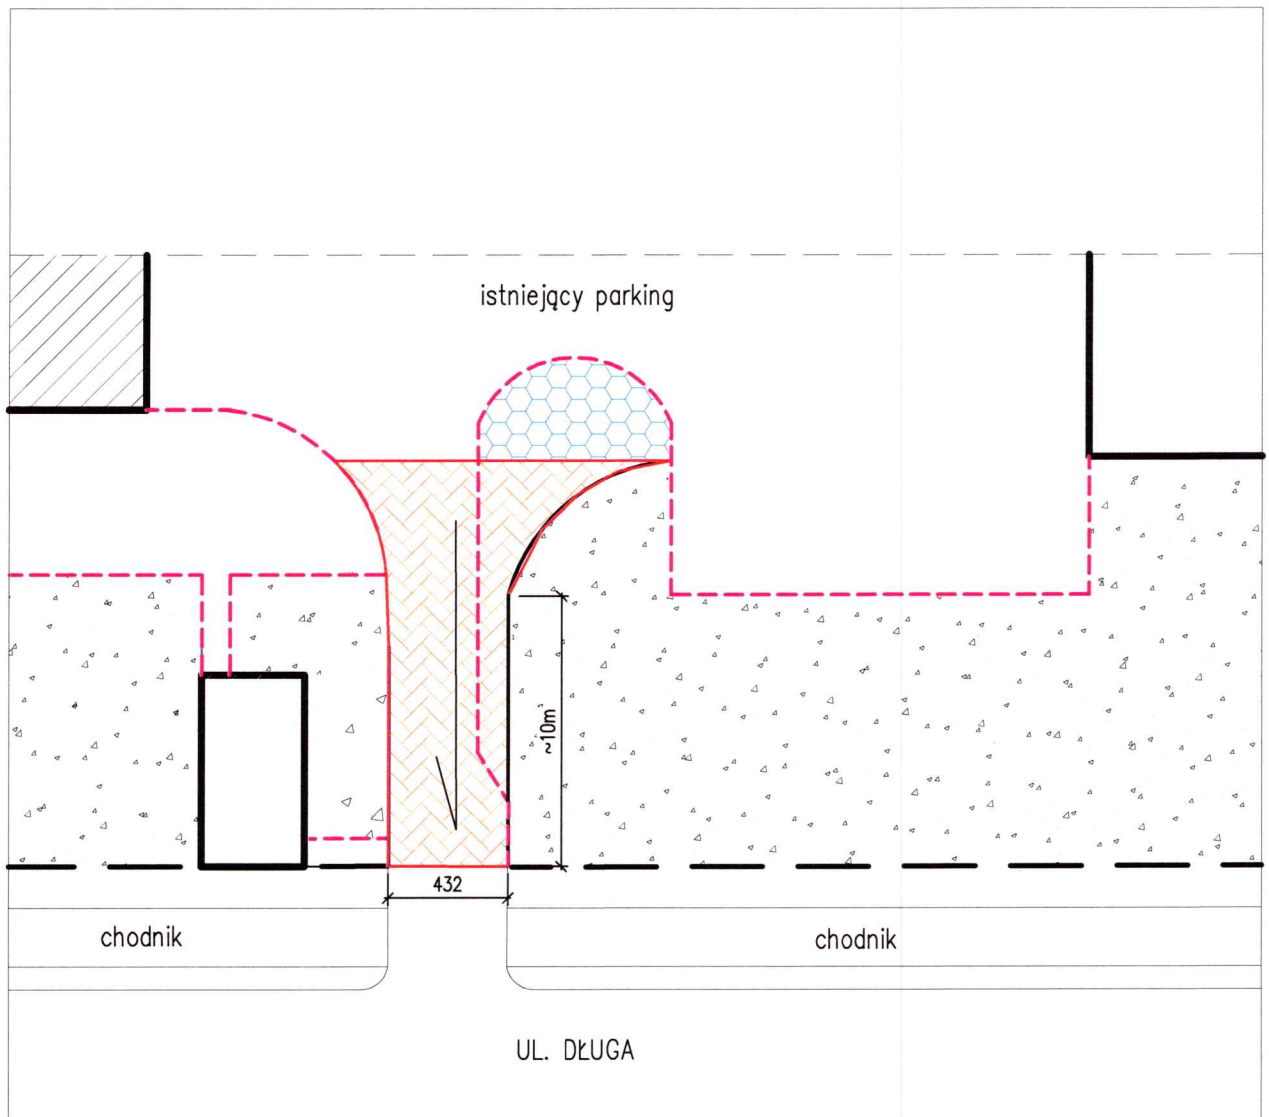 istniejący parking
~10m
432
chodnik
chodnik
UL. DŁUGA